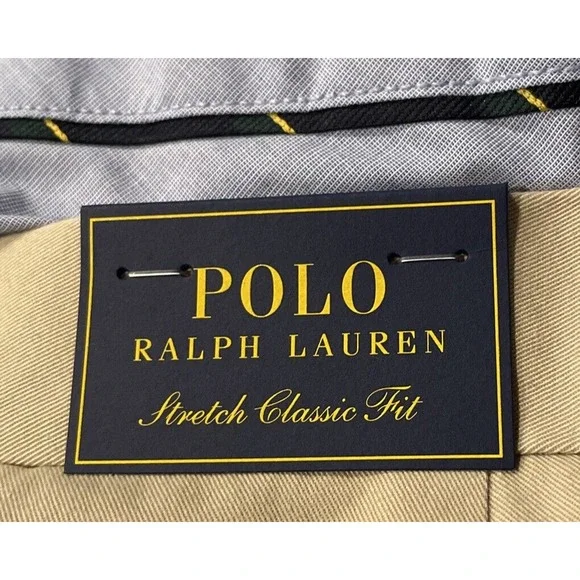 POLO
RALPH LAUREN
Stretch Classic Fit